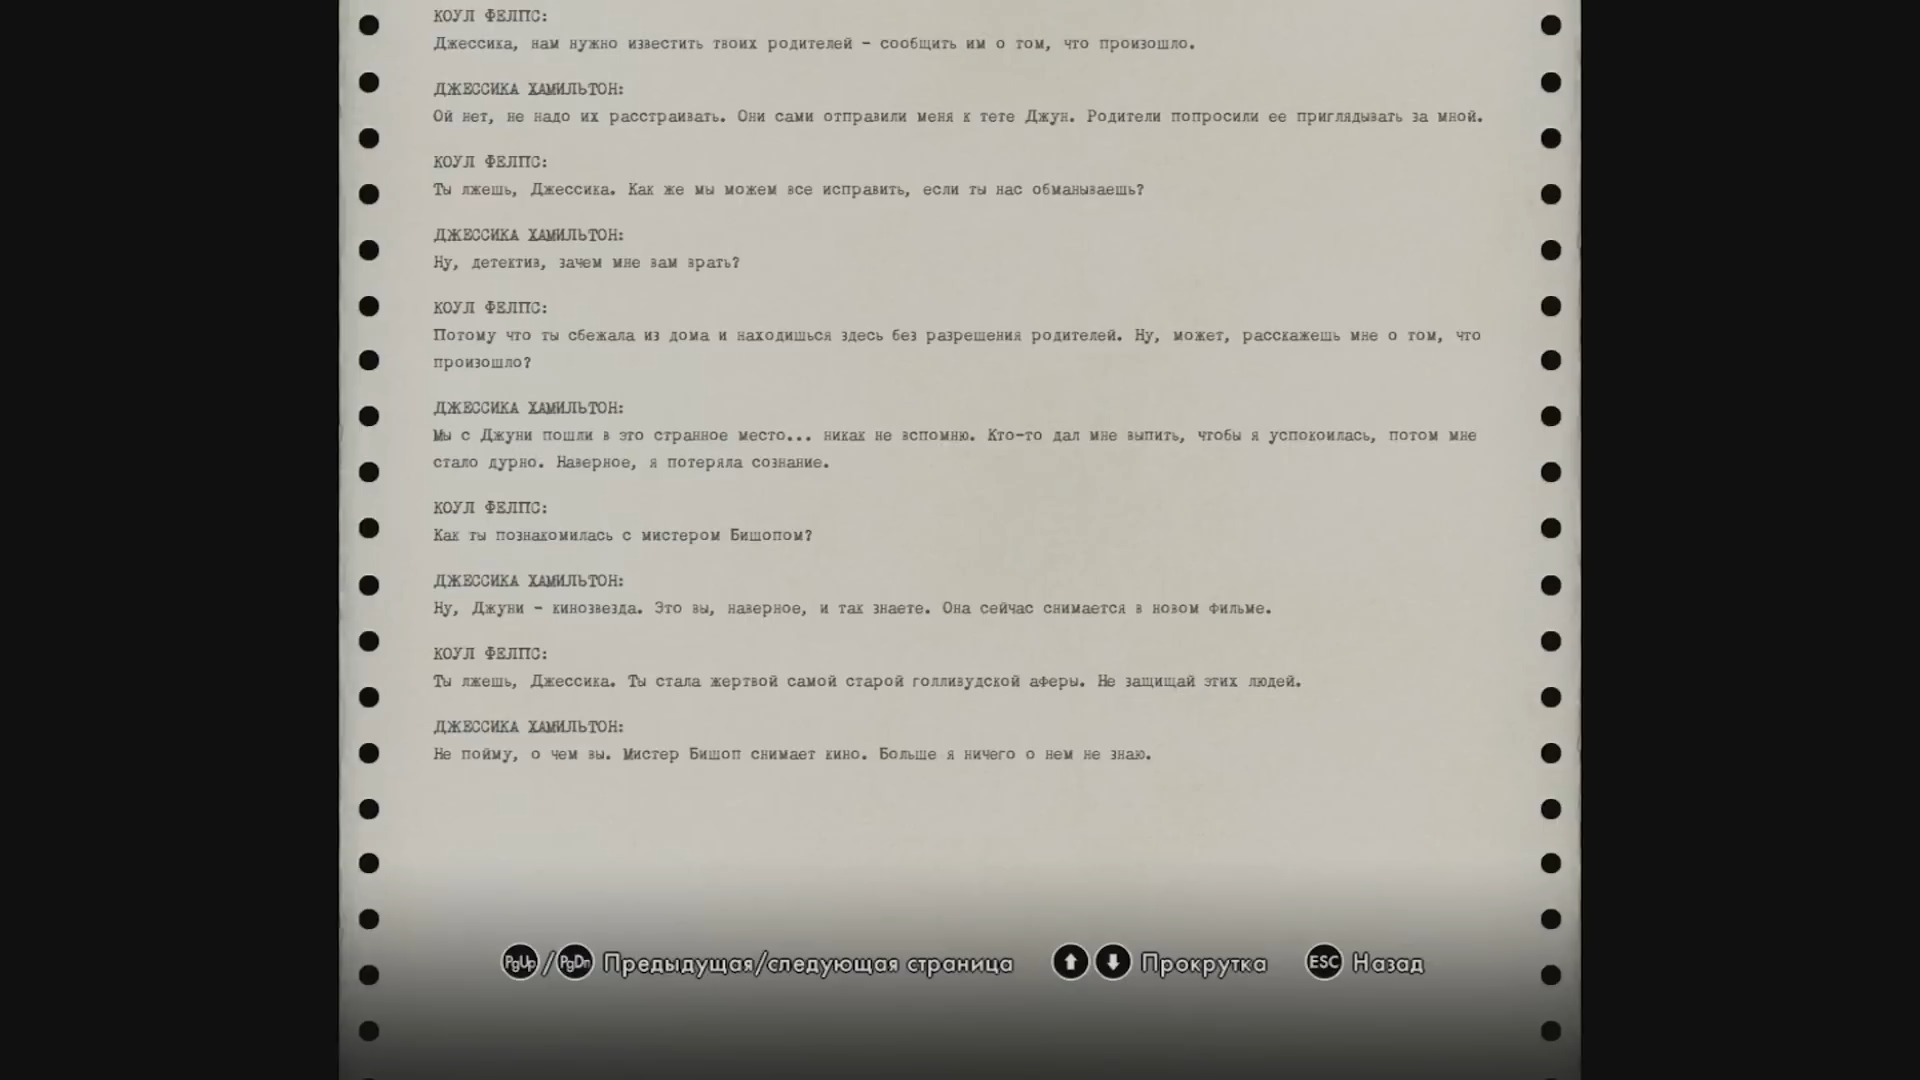 КОУЛ ФЕЛПС:
Джессика, нам нужно известить твоих родителей - сообщить им о том, что произошло.
ДЖЕССИКА ХАМИЛЬТОН:
Ой нет, не надо их расстраивать. Они сами отправили меня к тете Джун. Родители попросили ее приглядывать за мной.
КОУЛ ФЕЛПС:
Ты лжешь, Джессика. Как же мы можем все исправить, если ты нас обманываешь?
ДЖЕССИКА ХАМИЛЬТОН:
Ну, детектив, зачем мне вам врать?
КОУЛ ФЕЛПС:
Потому что ты сбежала из дома и находишься здесь без разрешения родителей. Ну, может, расскажешь мне о том, что
произошло?
ДЖЕССИКА ХАМИЛЬТОН:
Мы с Джуни пошли в это странное место... никак не вспомню. Кто-то дал мне выпить, чтобы я успокоилась, потом мне
стало дурно. Наверное, я потеряла сознание.
КОУЛ ФЕЛПС:
Как ты познакомилась с мистером Бишопом?
ДЖЕССИКА ХАМИЛЬТОН:
Ну, Джуни - кинозвезда. Это вы, наверное, и так знаете. Она сейчас снимается в новом фильме.
КОУЛ ФЕЛПС:
Ты лжешь, Джессика. Ты стала жертвой самой старой голливудской аферы. Не защищай этих людей.
ДЖЕССИКА ХАМИЛЬТОН:
Не пойму, о чем вы. Мистер Бишоп снимает кино. Больше я ничего о нем не знаю.
PgUp/PgDn Предыдущая/следующая страница ⬆ ⬇ Прокрутка ESC Назад